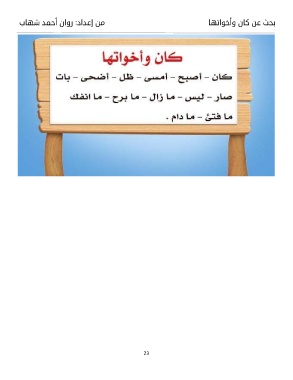 بحث عن كان وأخواتها
من إعداد: روان أحمد شهاب
كان وأخواتها
كان - أصبح - أمسى - ظل - أضحى - بات
صار - ليس - ما زال - ما برح - ما انفك
ما فتئ - ما دام .
23